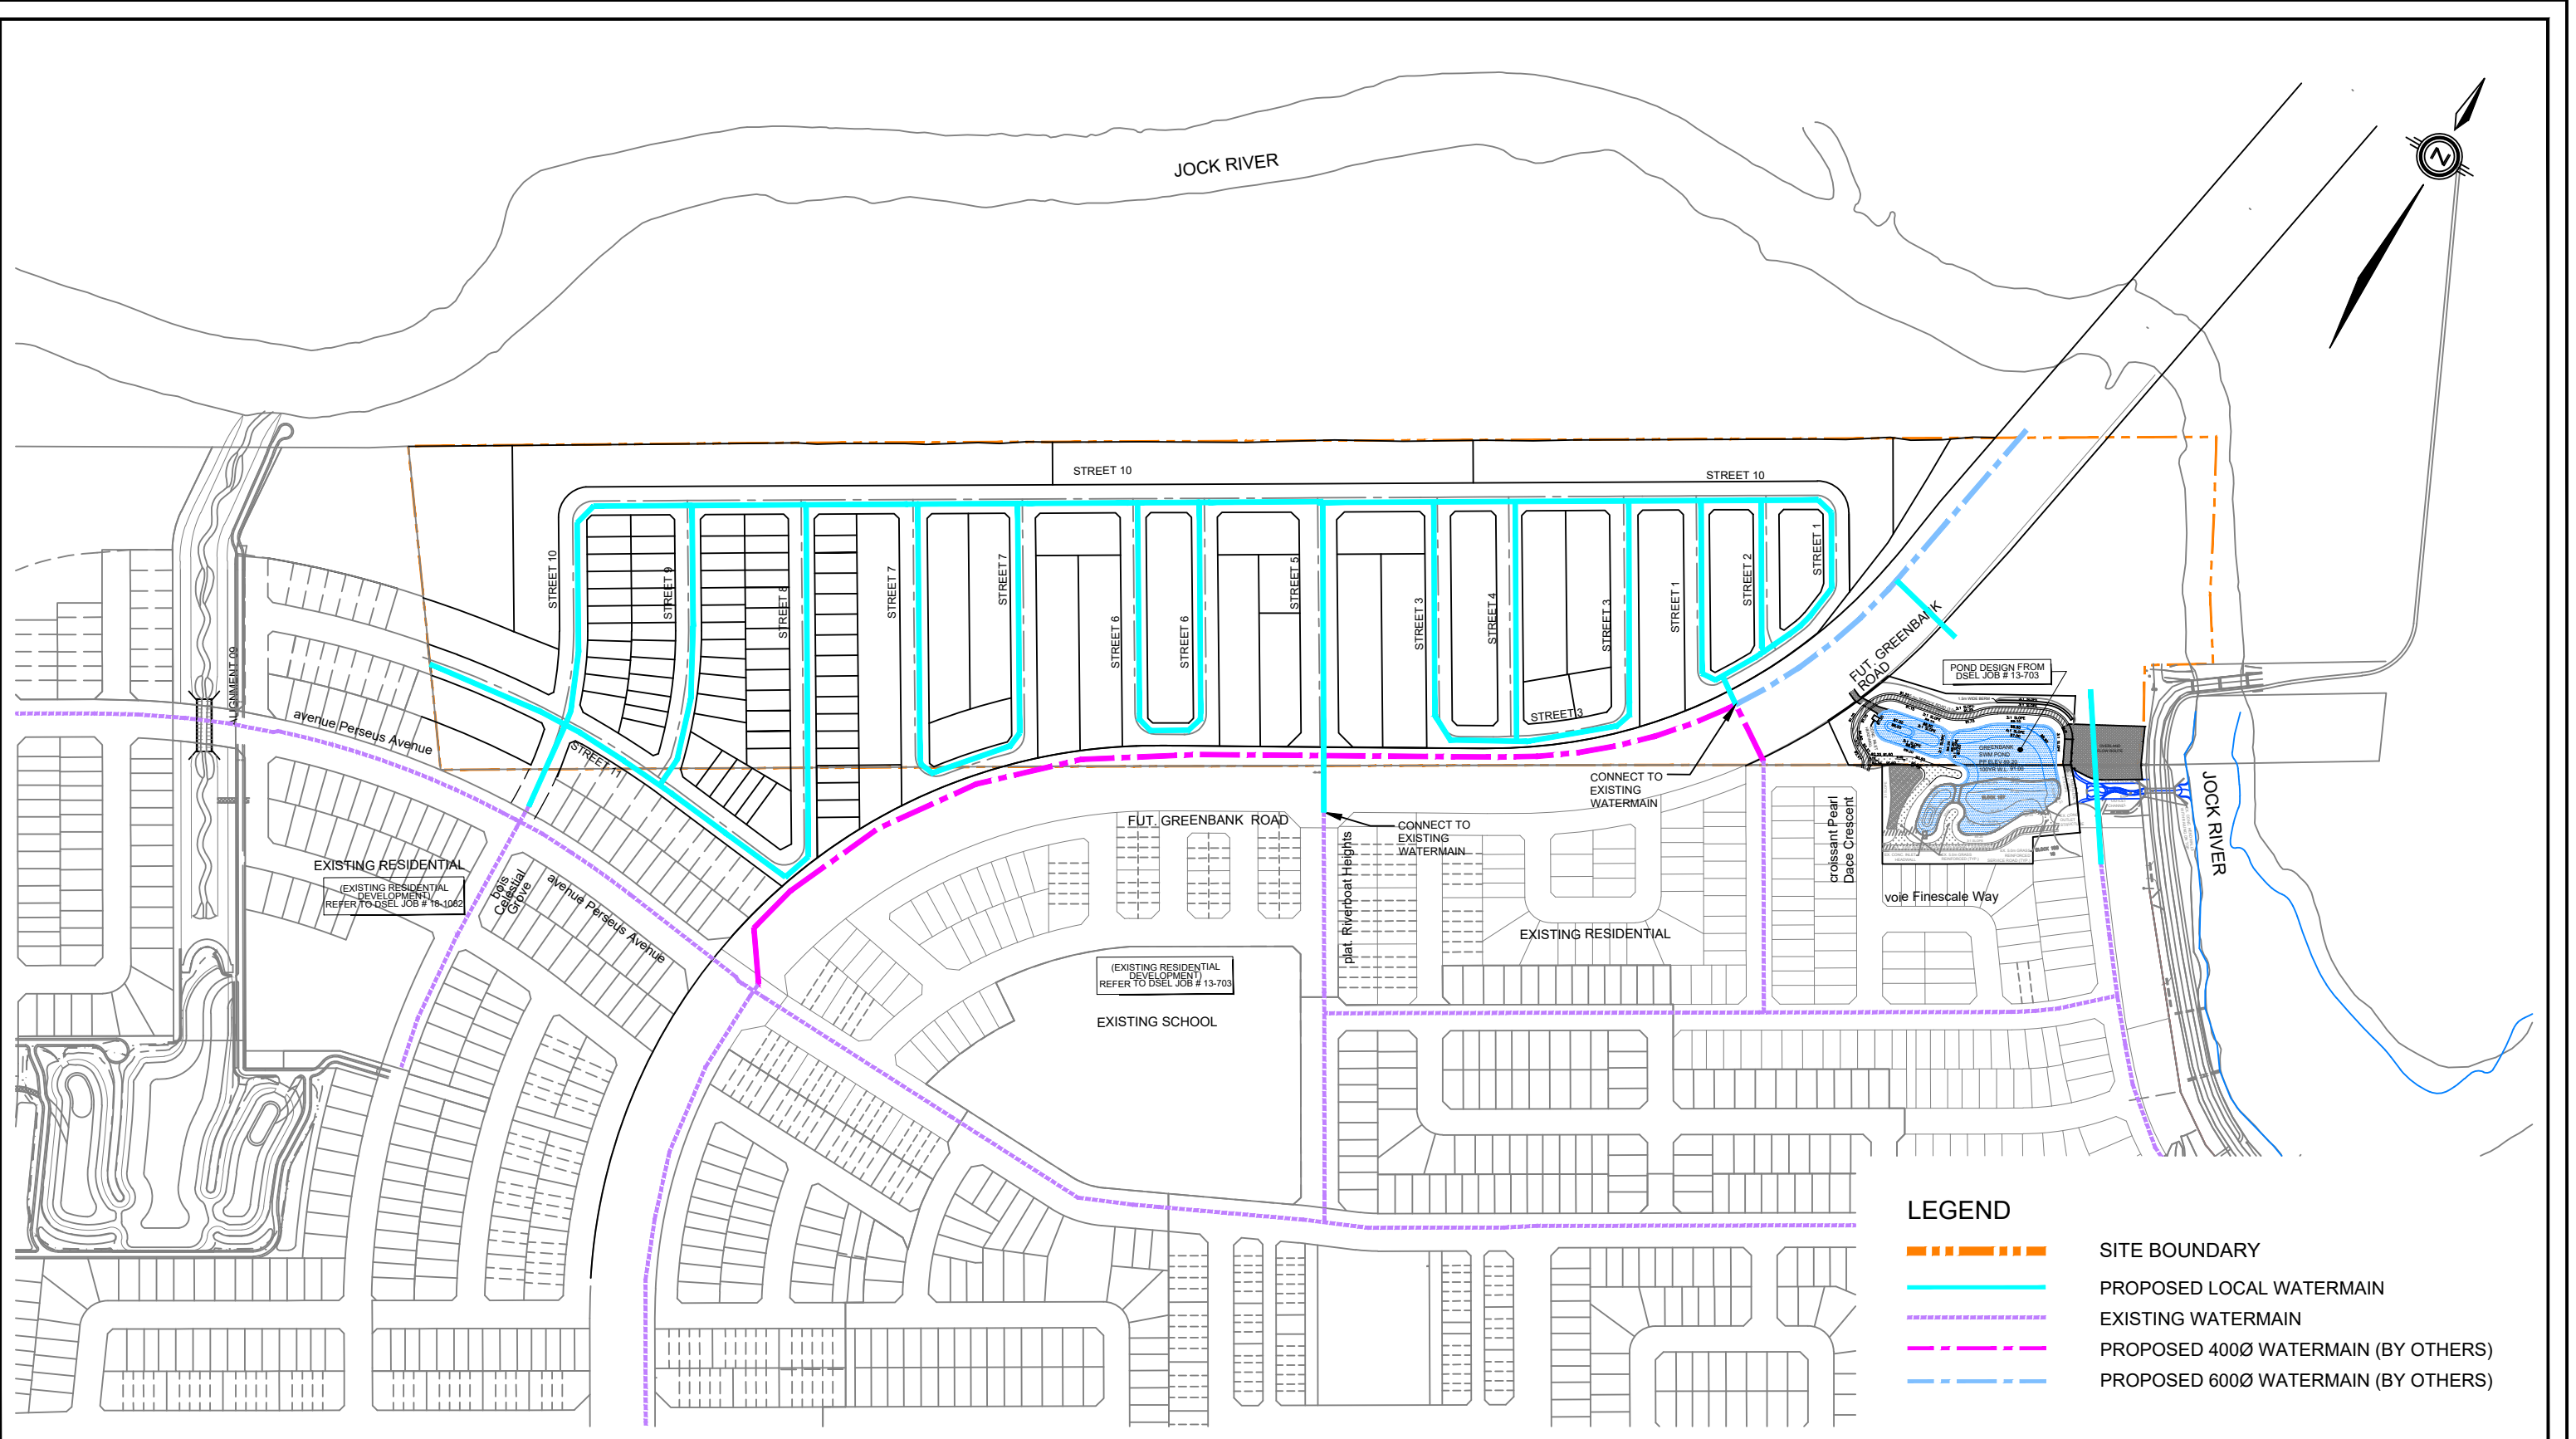 JOCK RIVER
N
STREET 10
STREET 10
STREET 10
STREET 9
STREET 8
STREET 7
STREET 7
STREET 6
STREET 6
STREET 5
STREET 3
STREET 4
STREET 3
STREET 3
STREET 1
STREET 2
STREET 1
STREET 11
ALIGNMENT 09
avenue Perseus Avenue
FUT. GREENBANK
ROAD
POND DESIGN FROM
DSEL JOB # 13-703
GREENBANK
SWM POND
JOCK RIVER
CONNECT TO
EXISTING
WATERMAIN
CONNECT TO
EXISTING
WATERMAIN
FUT. GREENBANK ROAD
plat. Riverboat Heights
croissant Pearl
Dace Crescent
voie Finescale Way
EXISTING RESIDENTIAL
(EXISTING RESIDENTIAL
DEVELOPMENT)
REFER TO DSEL JOB # 18-1082
bois
Celestial
Grove
avenue Perseus Avenue
EXISTING RESIDENTIAL
(EXISTING RESIDENTIAL
DEVELOPMENT)
REFER TO DSEL JOB # 13-703
EXISTING SCHOOL
LEGEND
SITE BOUNDARY
PROPOSED LOCAL WATERMAIN
EXISTING WATERMAIN
PROPOSED 400Ø WATERMAIN (BY OTHERS)
PROPOSED 600Ø WATERMAIN (BY OTHERS)